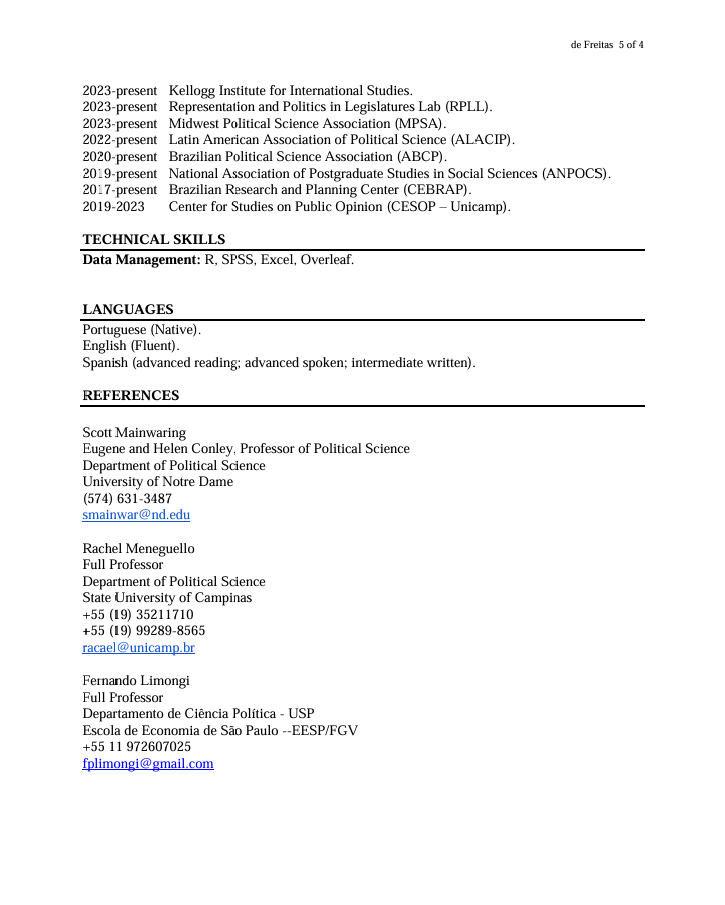 de Freitas 5 of 4
2023-present Kellogg Institute for International Studies.
2023-present Representation and Politics in Legislatures Lab (RPLL).
2023-present Midwest Political Science Association (MPSA).
2022-present Latin American Association of Political Science (ALACIP).
2020-present Brazilian Political Science Association (ABCP).
2019-present National Association of Postgraduate Studies in Social Sciences (ANPOCS).
2017-present Brazilian Research and Planning Center (CEBRAP).
2019-2023 Center for Studies on Public Opinion (CESOP – Unicamp).
TECHNICAL SKILLS
Data Management: R, SPSS, Excel, Overleaf.
LANGUAGES
Portuguese (Native).
English (Fluent).
Spanish (advanced reading; advanced spoken; intermediate written).
REFERENCES
Scott Mainwaring
Eugene and Helen Conley, Professor of Political Science
Department of Political Science
University of Notre Dame
(574) 631-3487
smainwar@nd.edu
Rachel Meneguello
Full Professor
Department of Political Science
State University of Campinas
+55 (19) 35211710
+55 (19) 99289-8565
racael@unicamp.br
Fernando Limongi
Full Professor
Departamento de Ciência Política - USP
Escola de Economia de São Paulo --EESP/FGV
+55 11 972607025
fplimongi@gmail.com